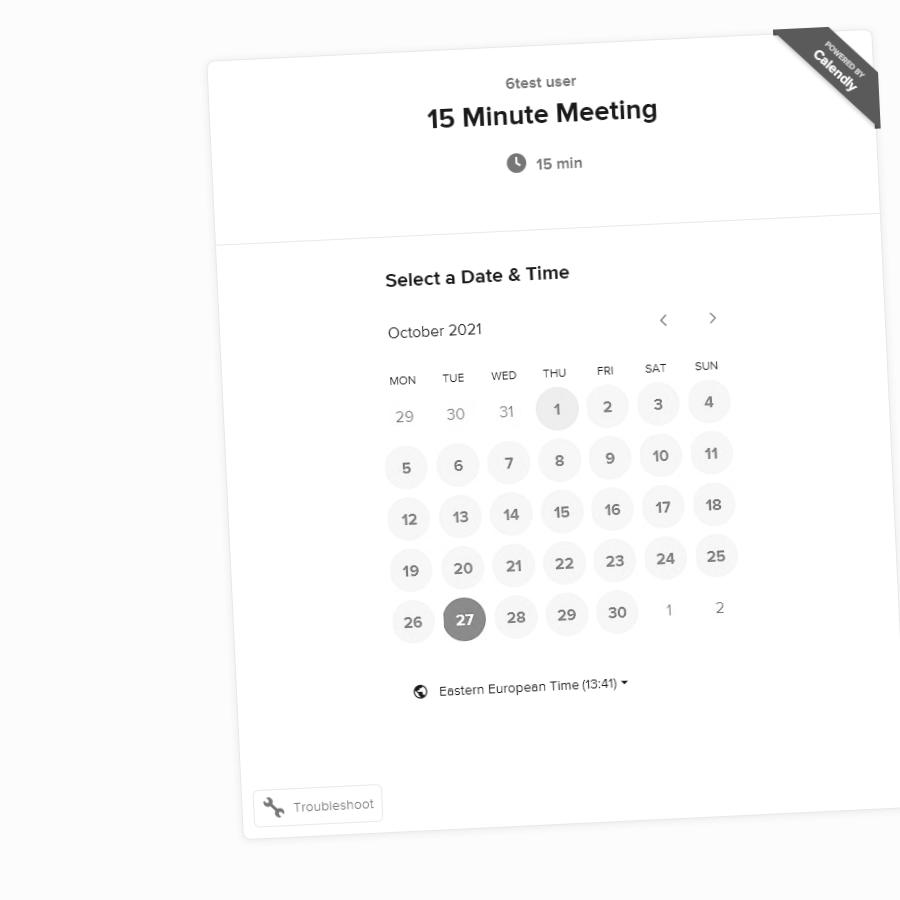 POWERED BY
Calendly
6test user
15 Minute Meeting
15 min
Select a Date & Time
October 2021
MON TUE WED THU FRI SAT SUN
29 30 31 1 2 3 4
5 6 7 8 9 10 11
12 13 14 15 16 17 18
19 20 21 22 23 24 25
26 27 28 29 30 1 2
Eastern European Time (13:41)
Troubleshoot